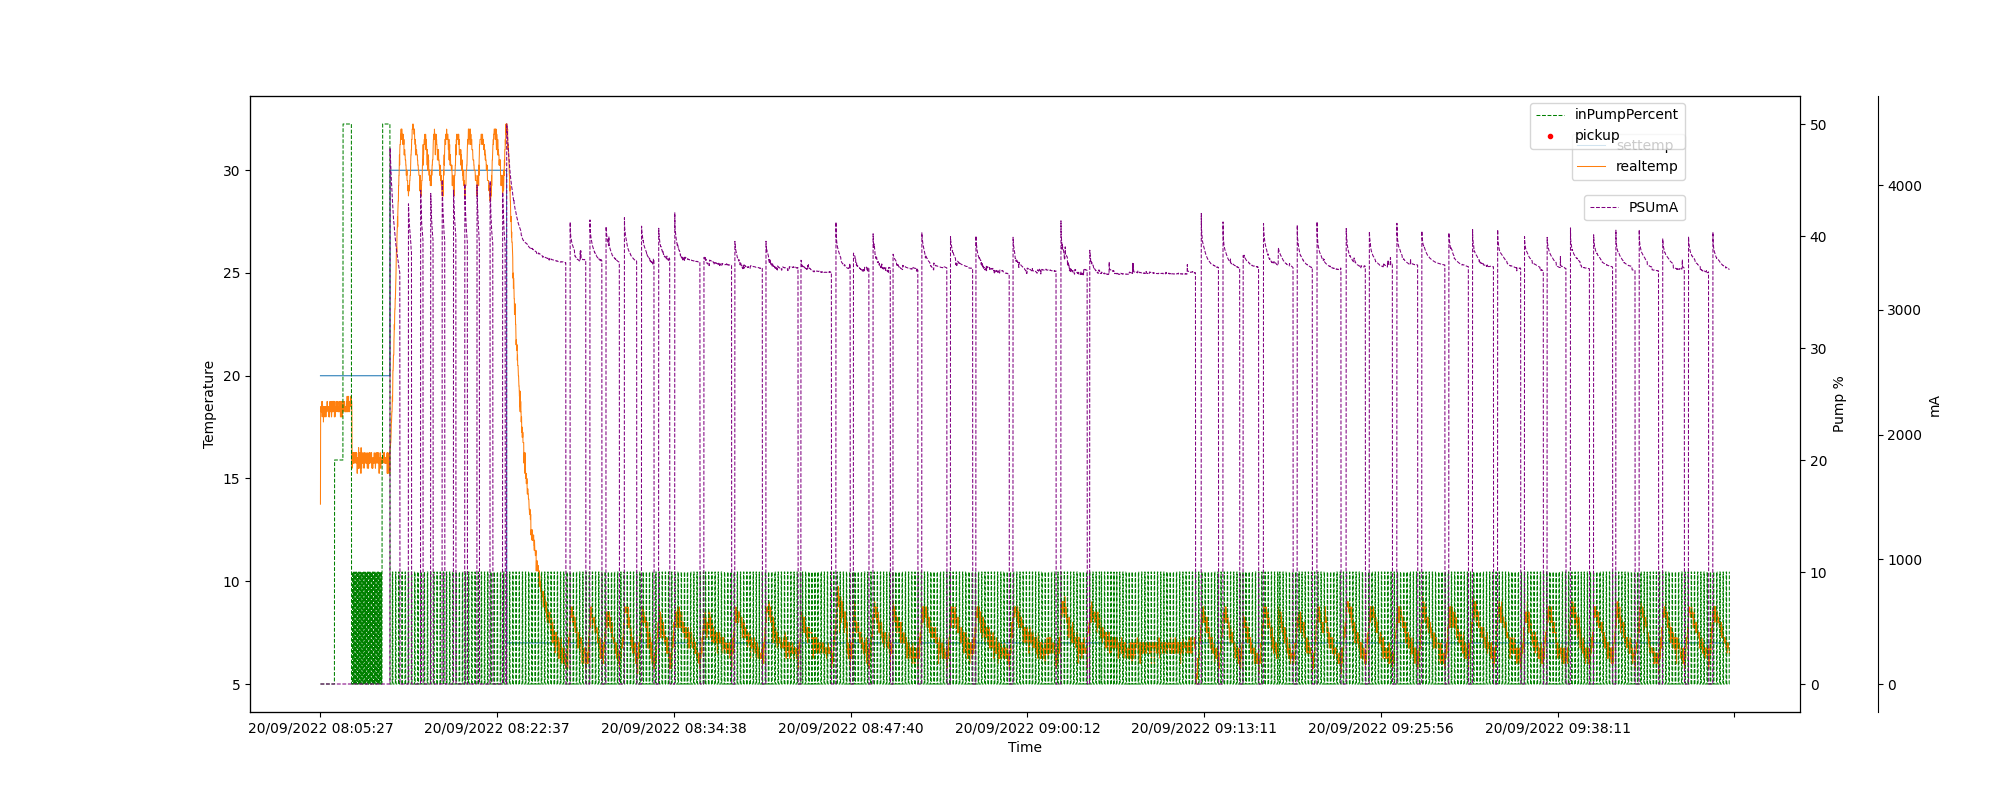 inPumpPercent
pickup
settemp
realtemp
PSUmA
30
25
20
15
10
5
Temperature
50
40
30
20
10
0
Pump %
4000
3000
2000
1000
0
mA
20/09/2022 08:05:27
20/09/2022 08:22:37
20/09/2022 08:34:38
20/09/2022 08:47:40
20/09/2022 09:00:12
20/09/2022 09:13:11
20/09/2022 09:25:56
20/09/2022 09:38:11
Time